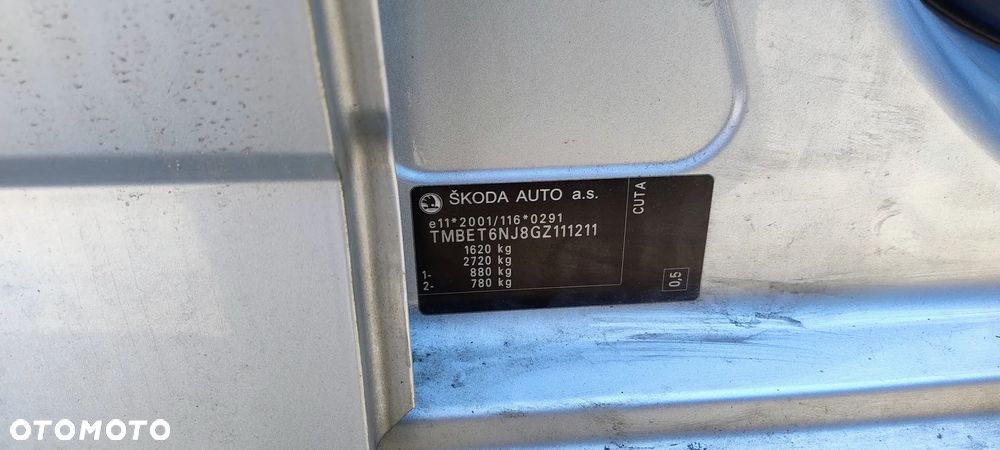 ŠKODA AUTO a.s.
e11*2001/116*0291
TMBET6NJ8GZ111211
1620 kg
2720 kg
1- 880 kg
2- 780 kg
CUTA
0,5
OTOMOTO